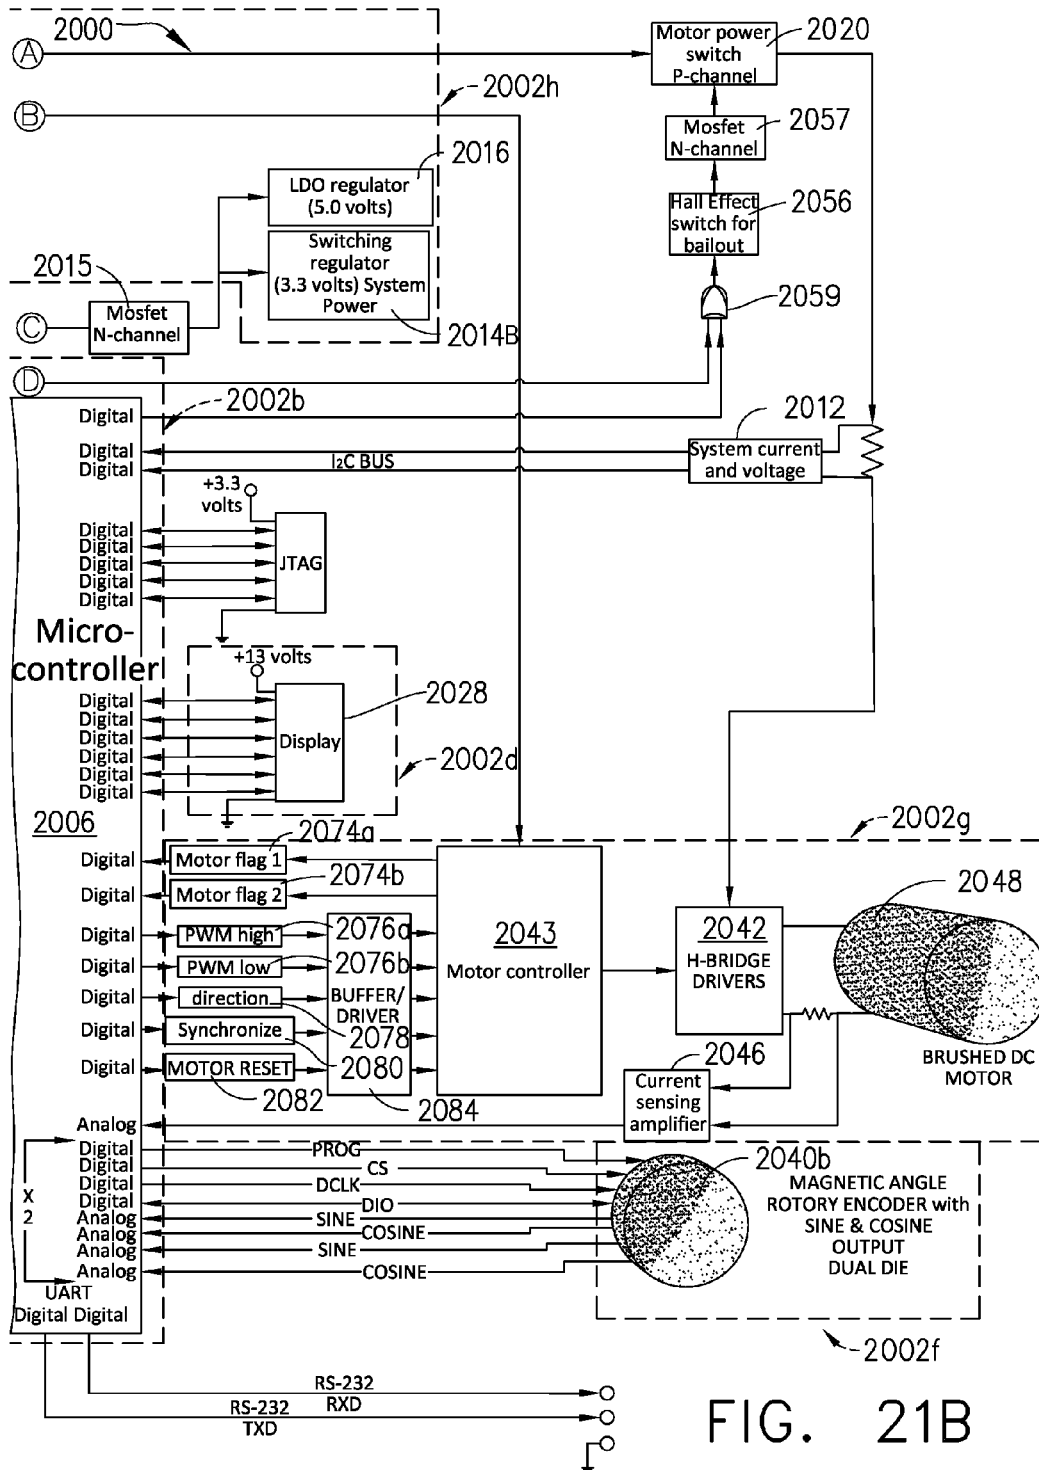 A
2000
Motor power
switch
P-channel
2020
2002h
B
Mosfet
N-channel
2057
2016
LDO regulator
(5.0 volts)
Hall Effect
switch for
bailout
2056
Switching
regulator
(3.3 volts) System
Power
2015
2059
C
Mosfet
N-channel
2014B
D
2002b
Digital
2012
Digital
Digital
I2C BUS
System current
and voltage
+3.3
volts
Digital
Digital
Digital
Digital
Digital
JTAG
Micro-
controller
+13 volts
Digital
Digital
Digital
Digital
Digital
Digital
Display
2028
2002d
2006
2074a
2002g
Digital
Motor flag 1
2074b
Digital
Motor flag 2
2048
Digital
PWM high
2076a
2043
Motor controller
2042
H-BRIDGE
DRIVERS
Digital
PWM low
2076b
Digital
direction
BUFFER/
DRIVER
2078
Digital
Synchronize
2080
2046
BRUSHED DC
MOTOR
Digital
MOTOR RESET
2082
2084
Current
sensing
amplifier
Analog
X
2
Digital
PROG
Digital
CS
Digital
DCLK
Digital
DIO
Analog
SINE
Analog
COSINE
Analog
SINE
Analog
COSINE
2040b
MAGNETIC ANGLE
ROTORY ENCODER with
SINE & COSINE
OUTPUT
DUAL DIE
UART
Digital Digital
2002f
RS-232
RXD
RS-232
TXD
FIG. 21B